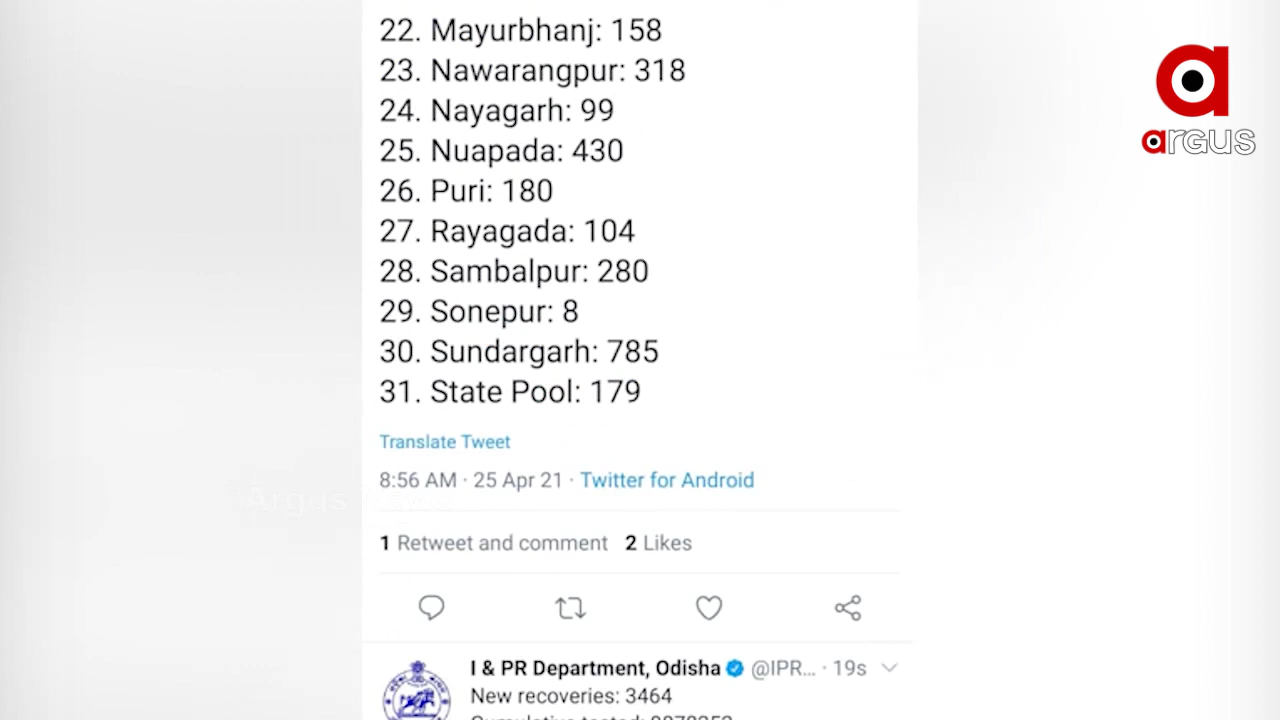 22. Mayurbhanj: 158
23. Nawarangpur: 318
24. Nayagarh: 99
25. Nuapada: 430
26. Puri: 180
27. Rayagada: 104
28. Sambalpur: 280
29. Sonepur: 8
30. Sundargarh: 785
31. State Pool: 179
Translate Tweet
8:56 AM · 25 Apr 21 · Twitter for Android
1 Retweet and comment 2 Likes
I & PR Department, Odisha @IPR... · 19s
New recoveries: 3464
Cumulative tested:
argus
Argus